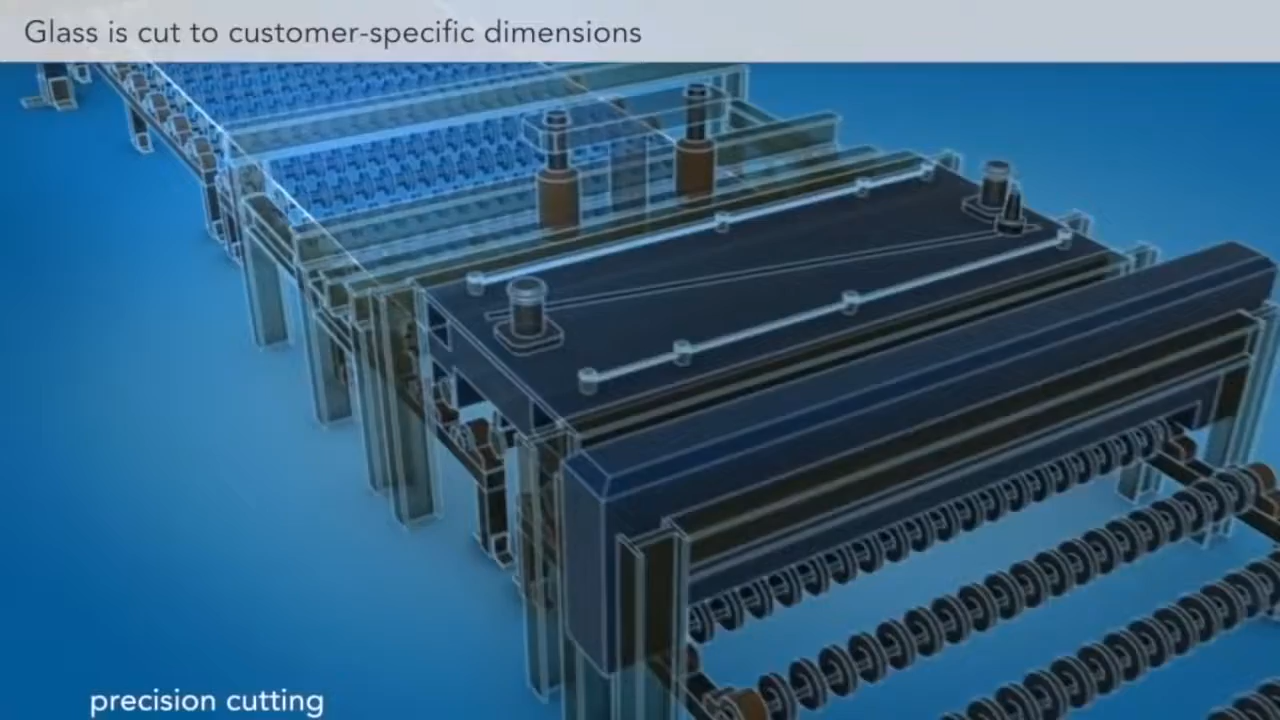 Glass is cut to customer-specific dimensions
precision cutting